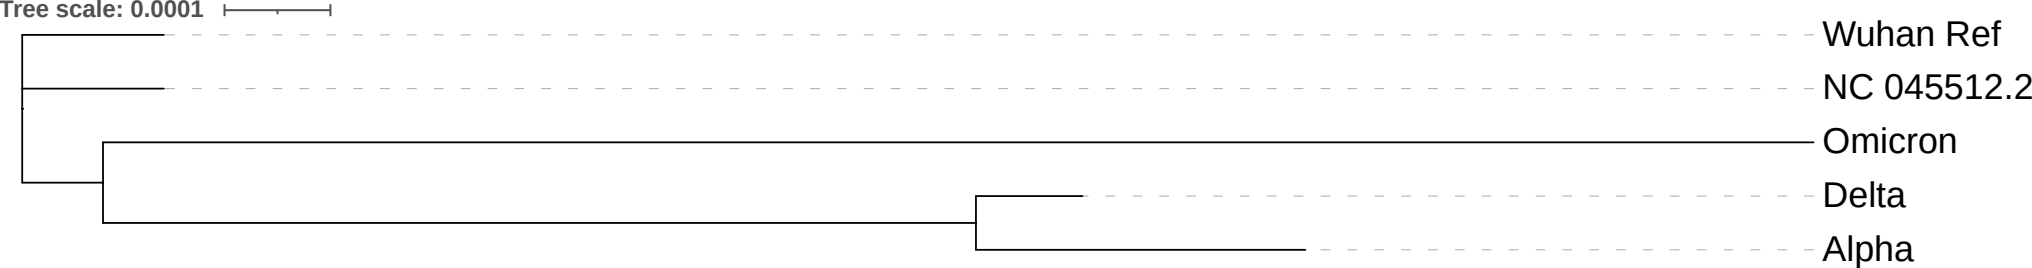 Tree scale: 0.0001
Wuhan Ref
NC 045512.2
Omicron
Delta
Alpha